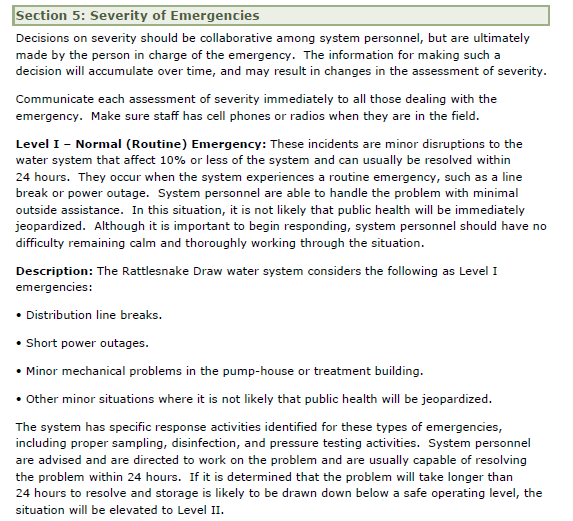 Section 5: Severity of Emergencies
Decisions on severity should be collaborative among system personnel, but are ultimately
made by the person in charge of the emergency.  The information for making such a
decision will accumulate over time, and may result in changes in the assessment of severity.
Communicate each assessment of severity immediately to all those dealing with the
emergency.  Make sure staff has cell phones or radios when they are in the field.
Level I – Normal (Routine) Emergency: These incidents are minor disruptions to the
water system that affect 10% or less of the system and can usually be resolved within
24 hours.  They occur when the system experiences a routine emergency, such as a line
break or power outage.  System personnel are able to handle the problem with minimal
outside assistance.  In this situation, it is not likely that public health will be immediately
jeopardized.  Although it is important to begin responding, system personnel should have no
difficulty remaining calm and thoroughly working through the situation.
Description: The Rattlesnake Draw water system considers the following as Level I
emergencies:
• Distribution line breaks.
• Short power outages.
• Minor mechanical problems in the pump-house or treatment building.
• Other minor situations where it is not likely that public health will be jeopardized.
The system has specific response activities identified for these types of emergencies,
including proper sampling, disinfection, and pressure testing activities.  System personnel
are advised and are directed to work on the problem and are usually capable of resolving
the problem within 24 hours.  If it is determined that the problem will take longer than
24 hours to resolve and storage is likely to be drawn down below a safe operating level, the
situation will be elevated to Level II.